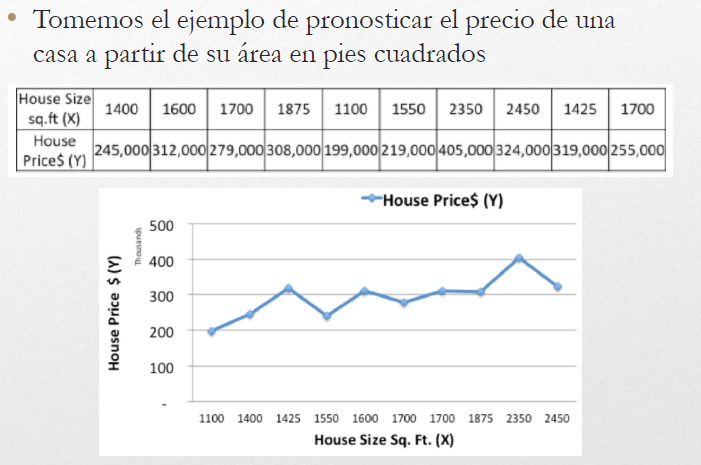 • Tomemos el ejemplo de pronosticar el precio de una
casa a partir de su área en pies cuadrados
House Size
sq.ft (X) 1400 1600 1700 1875 1100 1550 2350 2450 1425 1700
House
Price$ (Y) 245,000 312,000 279,000 308,000 199,000 219,000 405,000 324,000 319,000 255,000
House Price$ (Y)
House Price $ (Y)
Thousands
500
400
300
200
100
-
1100 1400 1425 1550 1600 1700 1700 1875 2350 2450
House Size Sq. Ft. (X)